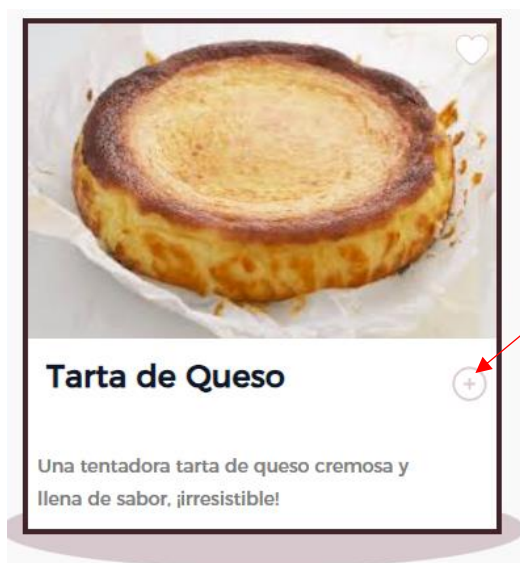 Tarta de Queso
Una tentadora tarta de queso cremosa y
llena de sabor, ¡irresistible!